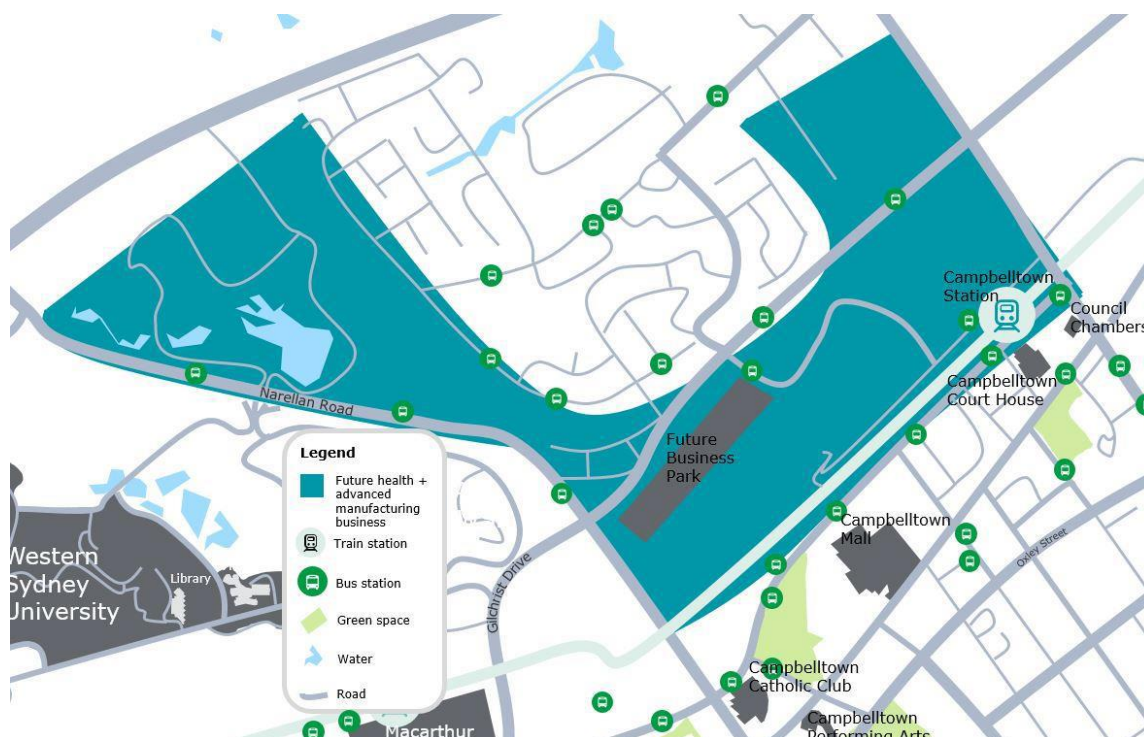 Campbelltown
Station
Council
Chambers
Campbelltown
Court House
Narellan Road
Future
Business
Park
Legend
Future health +
advanced
manufacturing
business
Train station
Bus station
Green space
Water
Road
Campbelltown
Mall
Oxley Street
Western
Sydney
University
Library
Gilchrist Drive
Campbelltown
Catholic Club
Campbelltown
Performing Arts
Macarthur